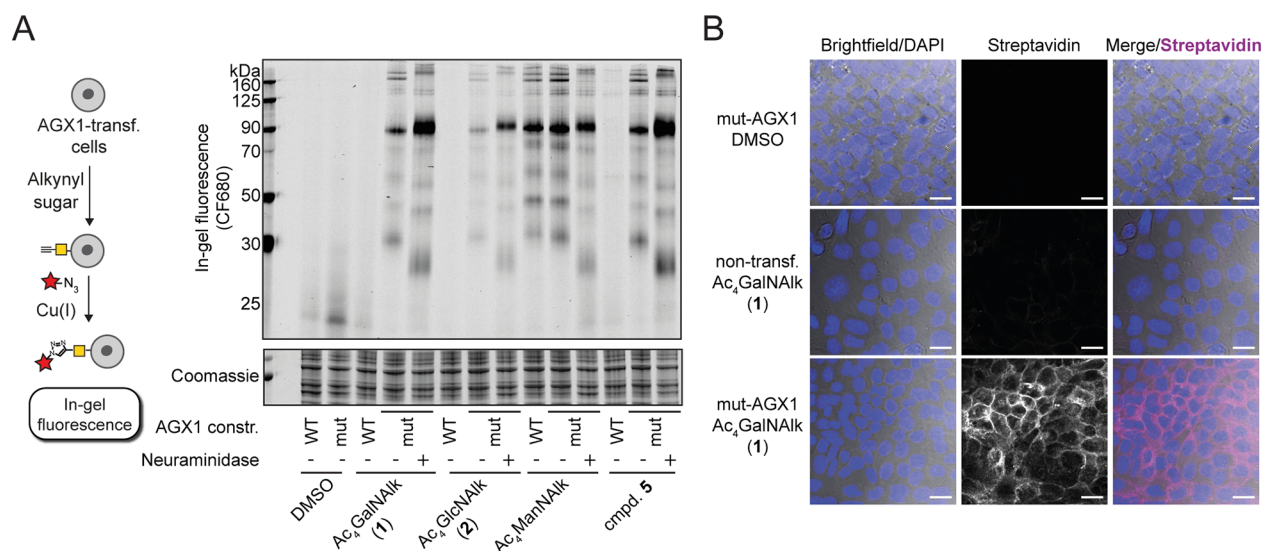 A
AGX1-transf.
cells
Alkynyl
sugar
N₃
Cu(I)
N
N
N
In-gel
fluorescence
In-gel fluorescence
(CF680)
kDa
160
125
90
70
50
30
25
Coomassie
AGX1 constr.
WT mut WT mut WT mut WT mut WT mut
Neuraminidase
- - - - + - - + - - + - - +
DMSO
Ac₄GalNAlk
(1)
Ac₄GlcNAlk
(2)
Ac₄ManNAlk
cmpd. 5
B
Brightfield/DAPI Streptavidin Merge/Streptavidin
mut-AGX1
DMSO
non-transf.
Ac₄GalNAlk
(1)
mut-AGX1
Ac₄GalNAlk
(1)